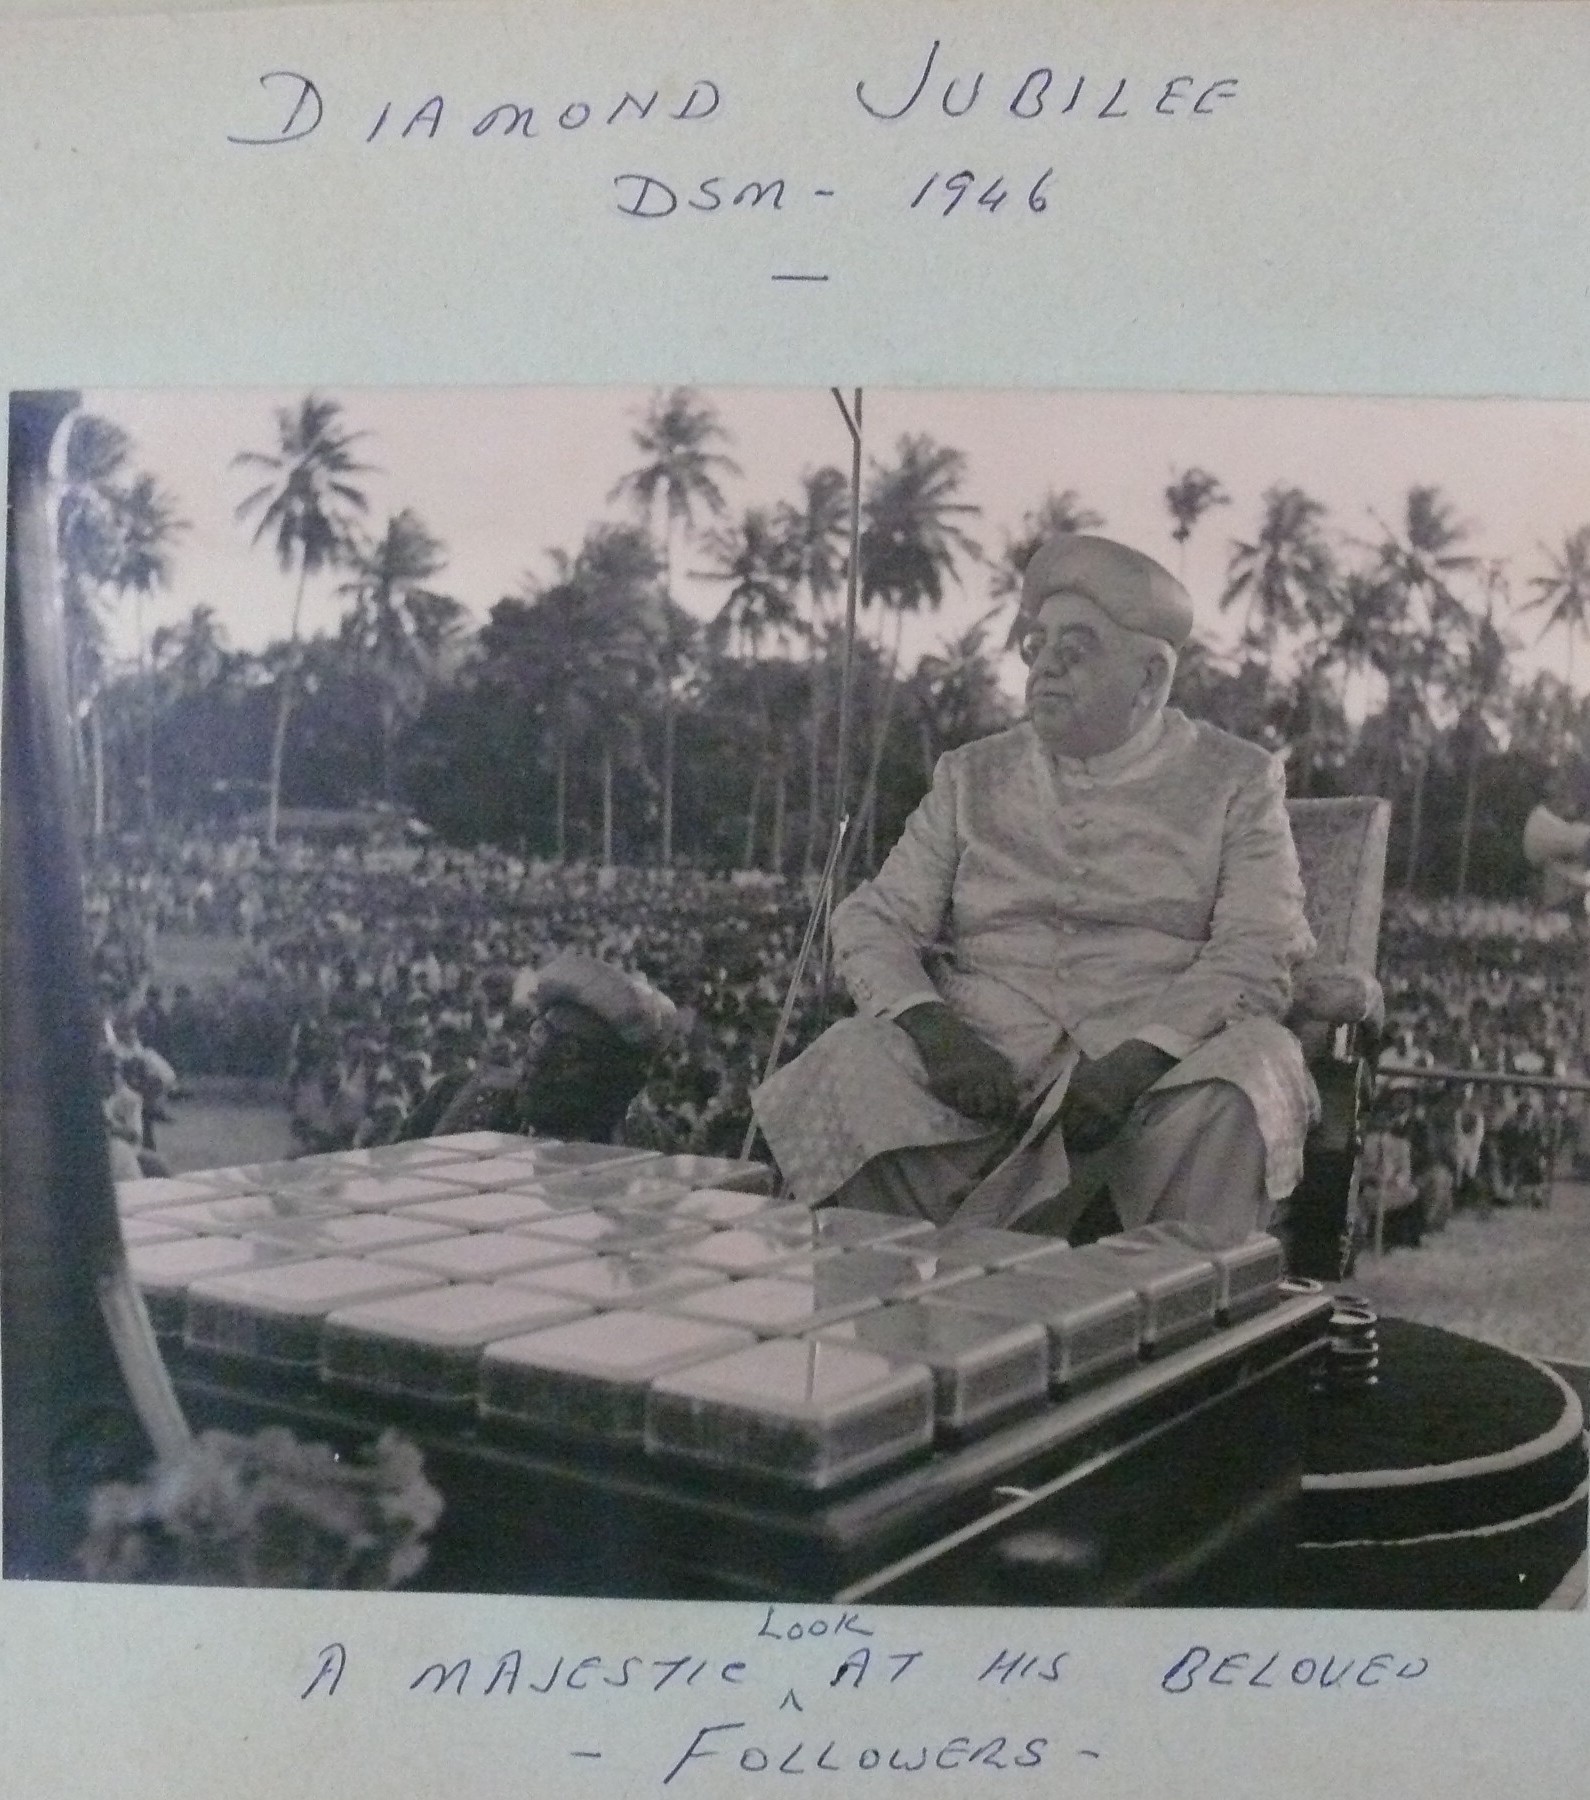 DIAMOND JUBILEE
DSM - 1946
—
Look
A MAJESTIC ^ AT HIS BELOVED
- FOLLOWERS -